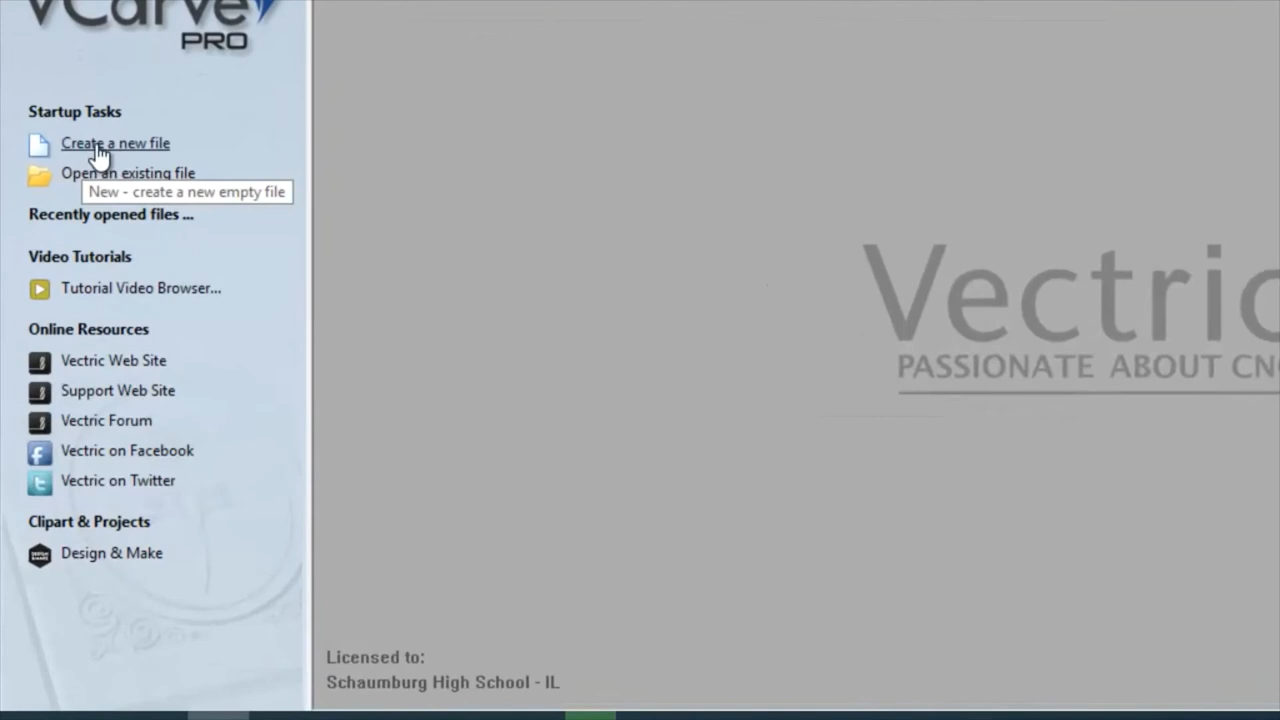 VCarve
PRO
Startup Tasks
Create a new file
Open an existing file
New - create a new empty file
Recently opened files ...
Video Tutorials
Tutorial Video Browser...
Online Resources
Vectric Web Site
Support Web Site
Vectric Forum
Vectric on Facebook
Vectric on Twitter
Clipart & Projects
Design & Make
Vectric
PASSIONATE ABOUT CN
Licensed to:
Schaumburg High School - IL